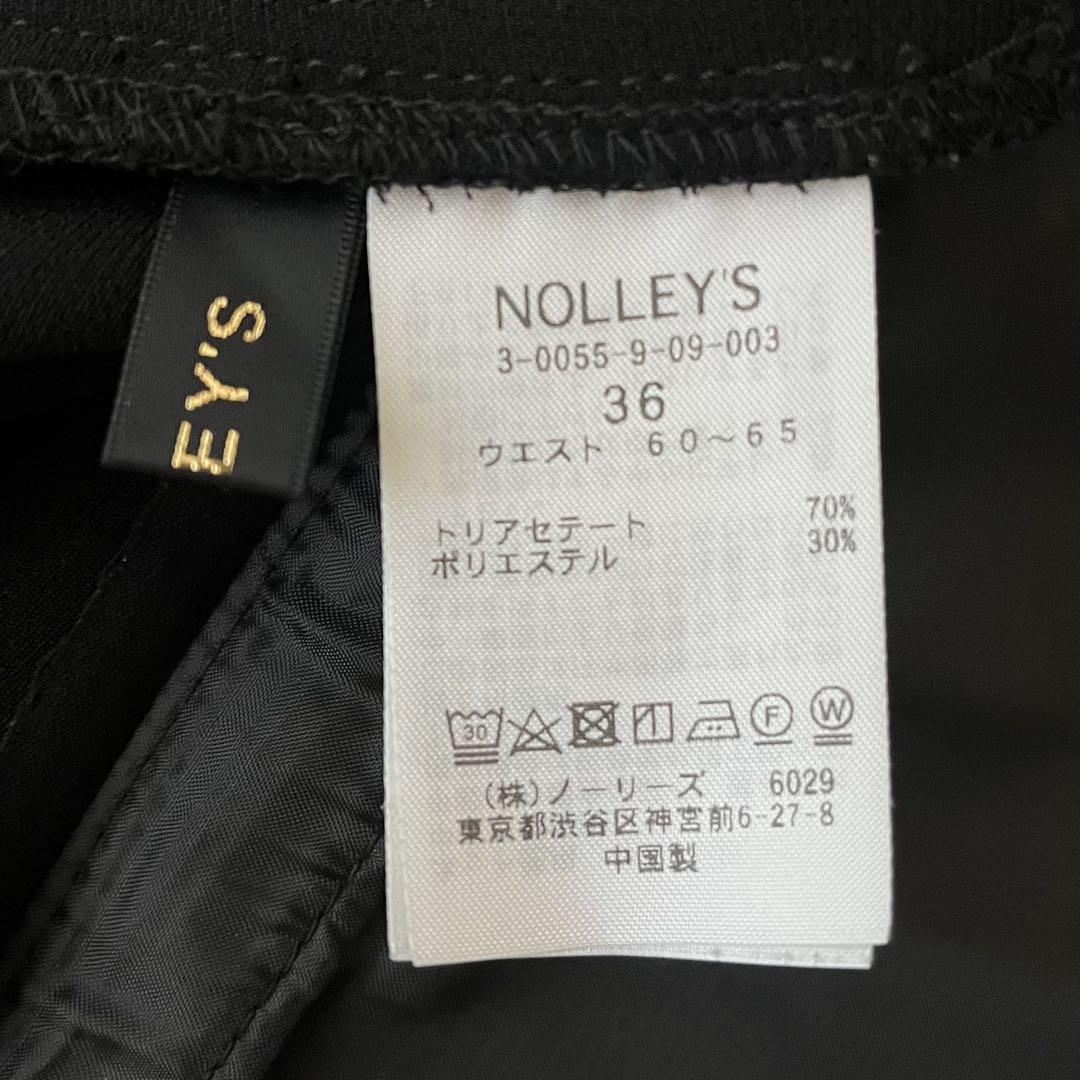 EY'S
NOLLEY'S
3-0055-9-09-003
36
ウエスト 60～65
トリアセテート 70%
ポリエステル 30%
30 F W
(株)ノーリーズ 6029
東京都渋谷区神宮前6-27-8
中国製